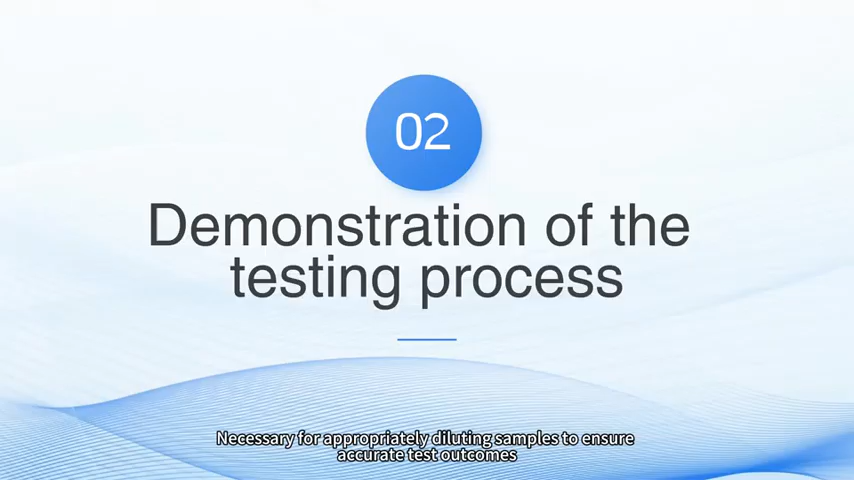 02
Demonstration of the
testing process
Necessary for appropriately diluting samples to ensure
accurate test outcomes